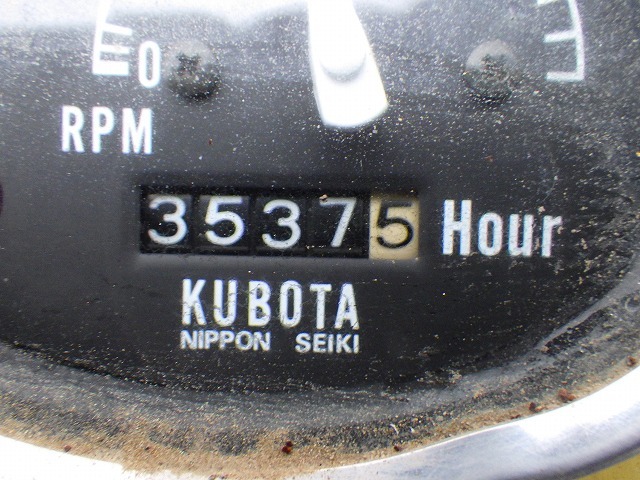 0
RPM
35375 Hour
KUBOTA
NIPPON SEIKI